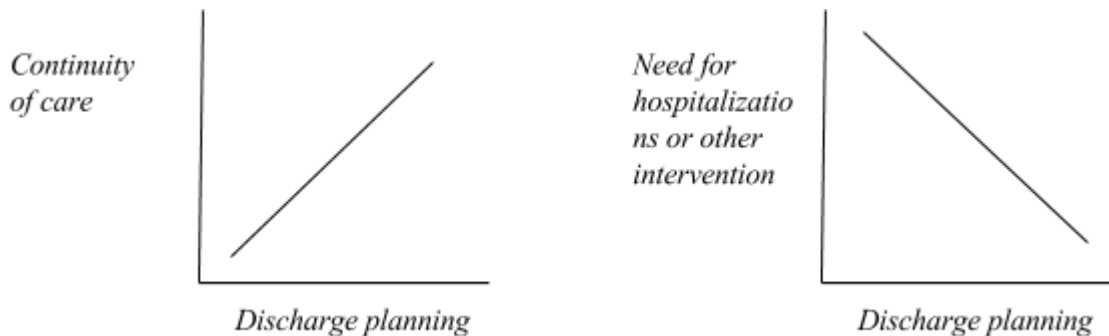 Continuity
of care
Discharge planning
Need for
hospitalizatio
ns or other
intervention
Discharge planning